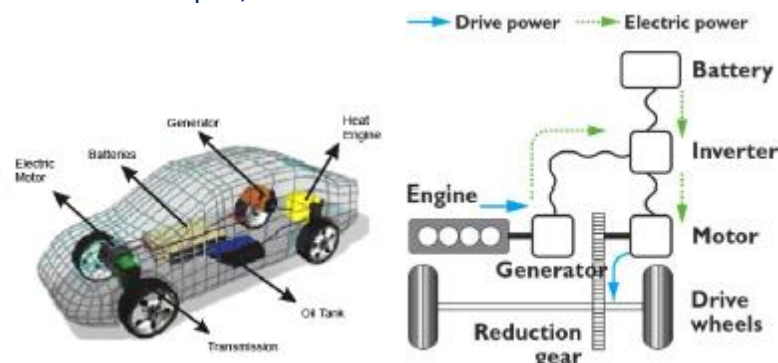 Drive power
Electric power
Battery
Inverter
Engine
Motor
Generator
Drive
wheels
Reduction
gear
Generator
Heat
Engine
Batteries
Electric
Motor
Oil Tank
Transmission